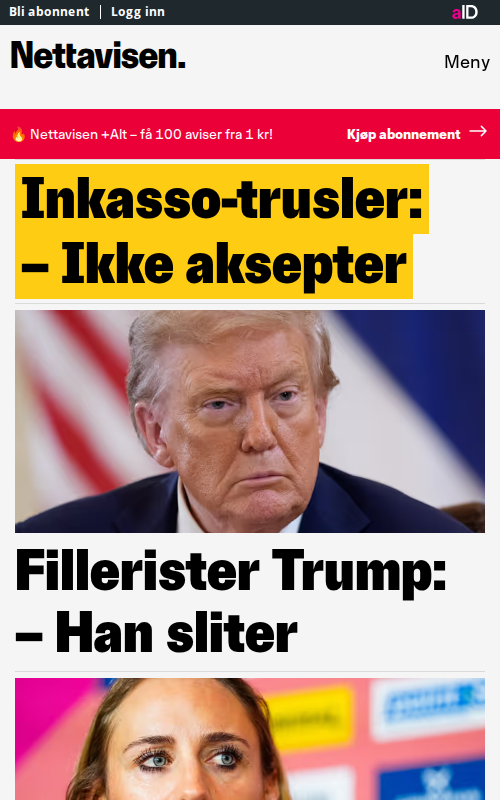 Bli abonnent | Logg inn
aID
Nettavisen.
Meny
🔥 Nettavisen +Alt – få 100 aviser fra 1 kr!
Kjøp abonnement →
Inkasso-trusler:
– Ikke aksepter
Fillerister Trump:
– Han sliter